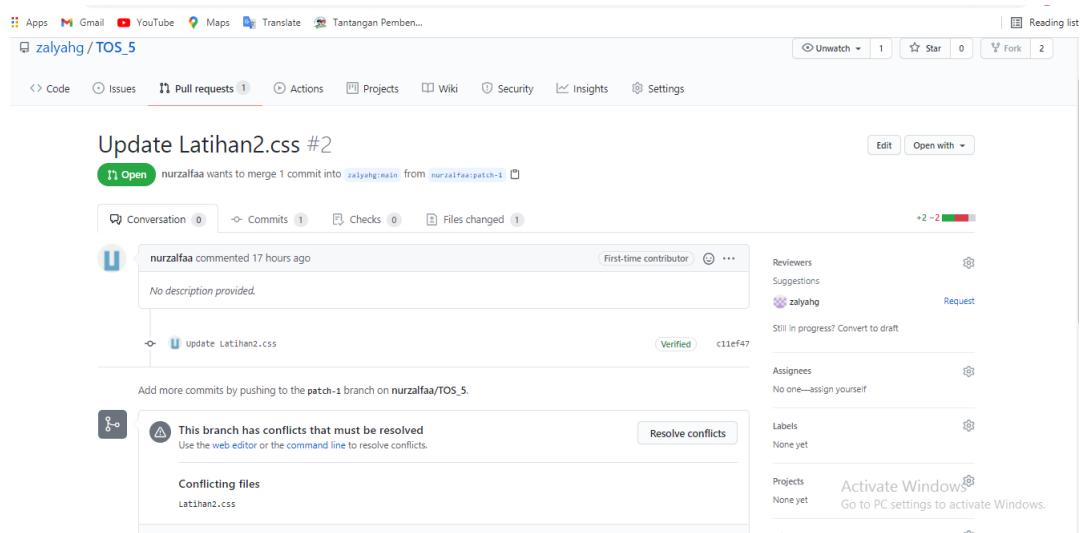 Apps Gmail YouTube Maps Translate Tantangan Pemben... Reading list
zalyahg / TOS_5 Unwatch 1 Star 0 Fork 2
Code Issues Pull requests 1 Actions Projects Wiki Security Insights Settings
Update Latihan2.css #2 Edit Open with
Open nurzalfaa wants to merge 1 commit into zalyahg:main from nurzalfaa:patch-1
Conversation 0 Commits 1 Checks 0 Files changed 1 +2 −2
nurzalfaa commented 17 hours ago First-time contributor ...
No description provided.
Update Latihan2.css Verified c11ef47
Add more commits by pushing to the patch-1 branch on nurzalfaa/TOS_5.
This branch has conflicts that must be resolved
Use the web editor or the command line to resolve conflicts.
Resolve conflicts
Conflicting files
Latihan2.css
Reviewers
Suggestions
zalyahg Request
Still in progress? Convert to draft
Assignees
No one—assign yourself
Labels
None yet
Projects
None yet
Activate Windows
Go to PC settings to activate Windows.